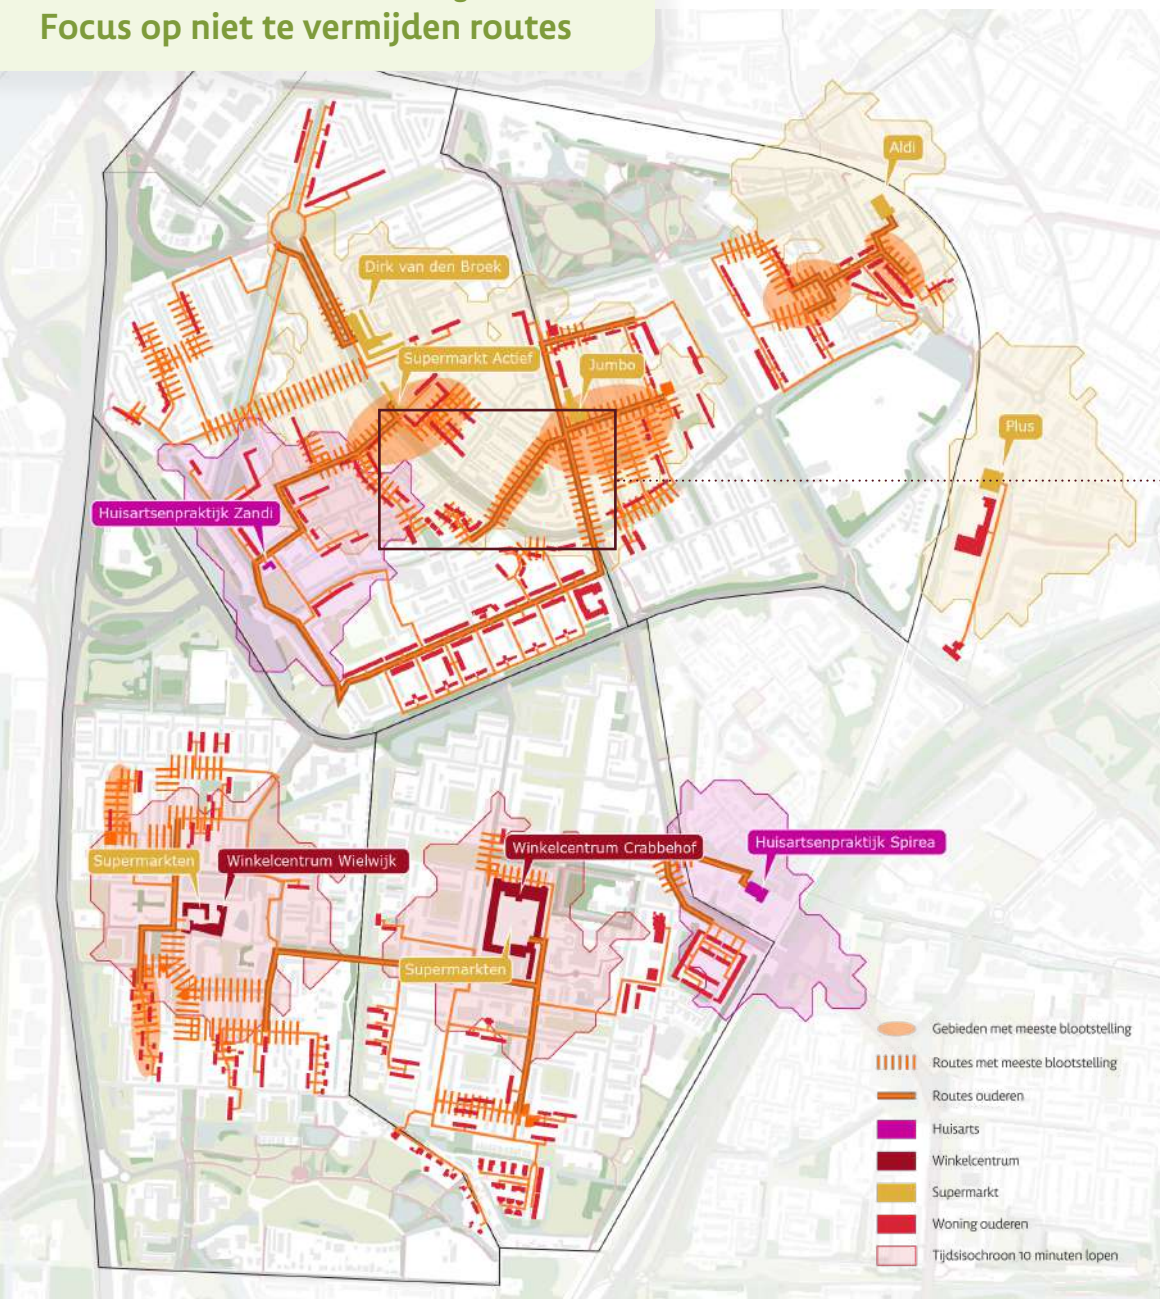 Focus op niet te vermijden routes
Aldi
Dirk van den Broek
Supermarkt Actief
Jumbo
Plus
Huisartsenpraktijk Zandi
Winkelcentrum Crabbehof
Huisartsenpraktijk Spirea
Supermarkten
Winkelcentrum Wielwijk
Supermarkten
Gebieden met meeste blootstelling
Routes met meeste blootstelling
Routes ouderen
Huisarts
Winkelcentrum
Supermarkt
Woning ouderen
Tijdsisochroon 10 minuten lopen